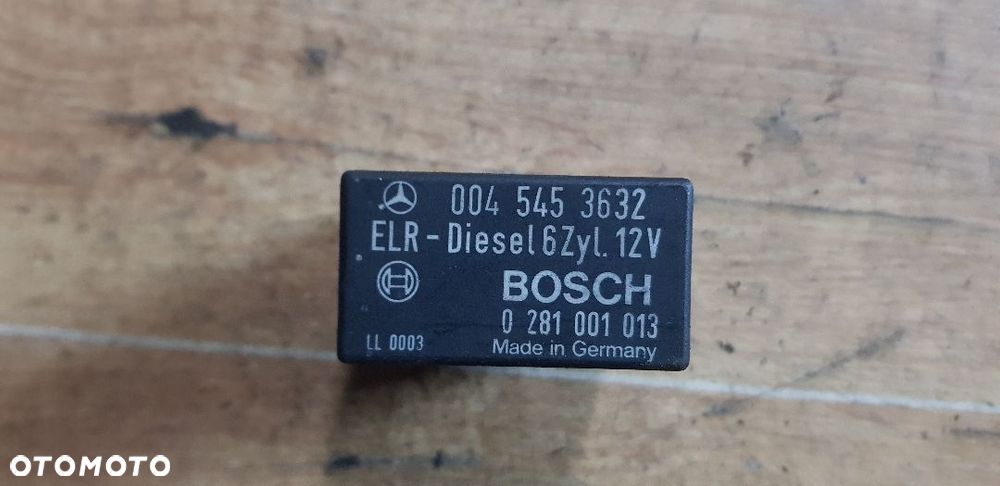 004 545 3632
ELR - Diesel 6Zyl. 12V
BOSCH
0 281 001 013
LL 0003
Made in Germany
OTOMOTO